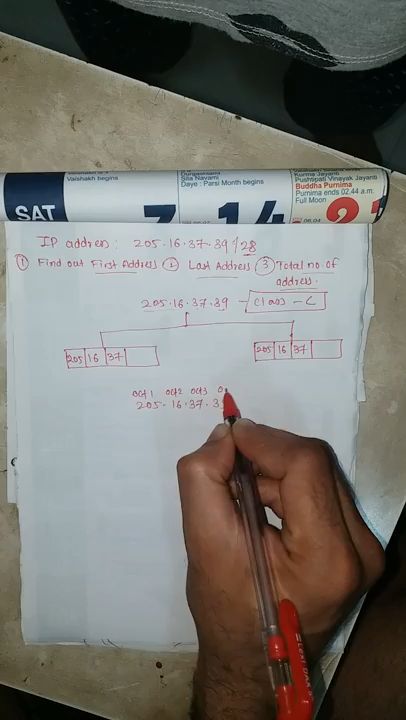 Vaishakh begins
Durgashtami
Sita Navami
Daye : Parsi Month begins
Kurma Jayanti
Pushtipati Vinayak Jayanti
Buddha Purnima
Purnima ends 02.44 a.m.
Full Moon
SAT
7
14
2
IP address : 205.16.37.39/28
① Find out First Address ② Last Address ③ Total no. of
address.
205.16.37.39 - Class - C
205 16 37
205 16 37
oct1 oct2 oct3 o
205. 16. 37. 3